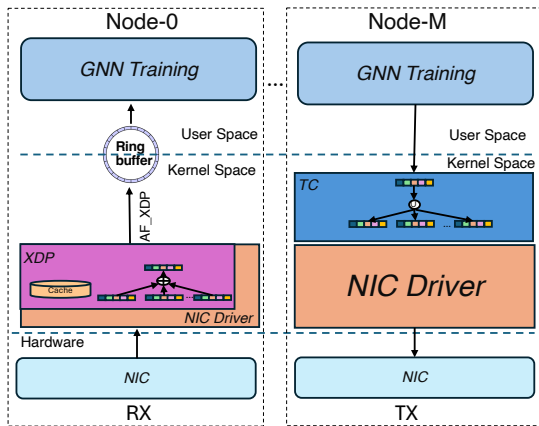 Node-0
GNN Training
Ring
buffer
User Space
Kernel Space
AF_XDP
XDP
Cache
NIC Driver
Hardware
NIC
RX
...
Node-M
GNN Training
User Space
Kernel Space
TC
...
NIC Driver
NIC
TX